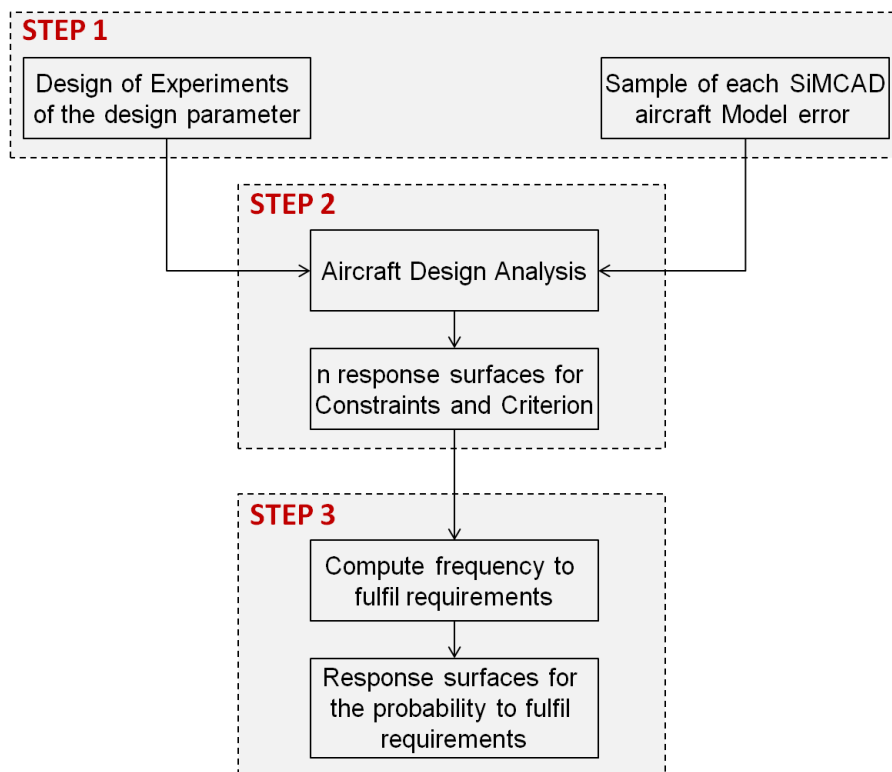 STEP 1
Design of Experiments
of the design parameter
Sample of each SiMCAD
aircraft Model error
STEP 2
Aircraft Design Analysis
n response surfaces for
Constraints and Criterion
STEP 3
Compute frequency to
fulfil requirements
Response surfaces for
the probability to fulfil
requirements